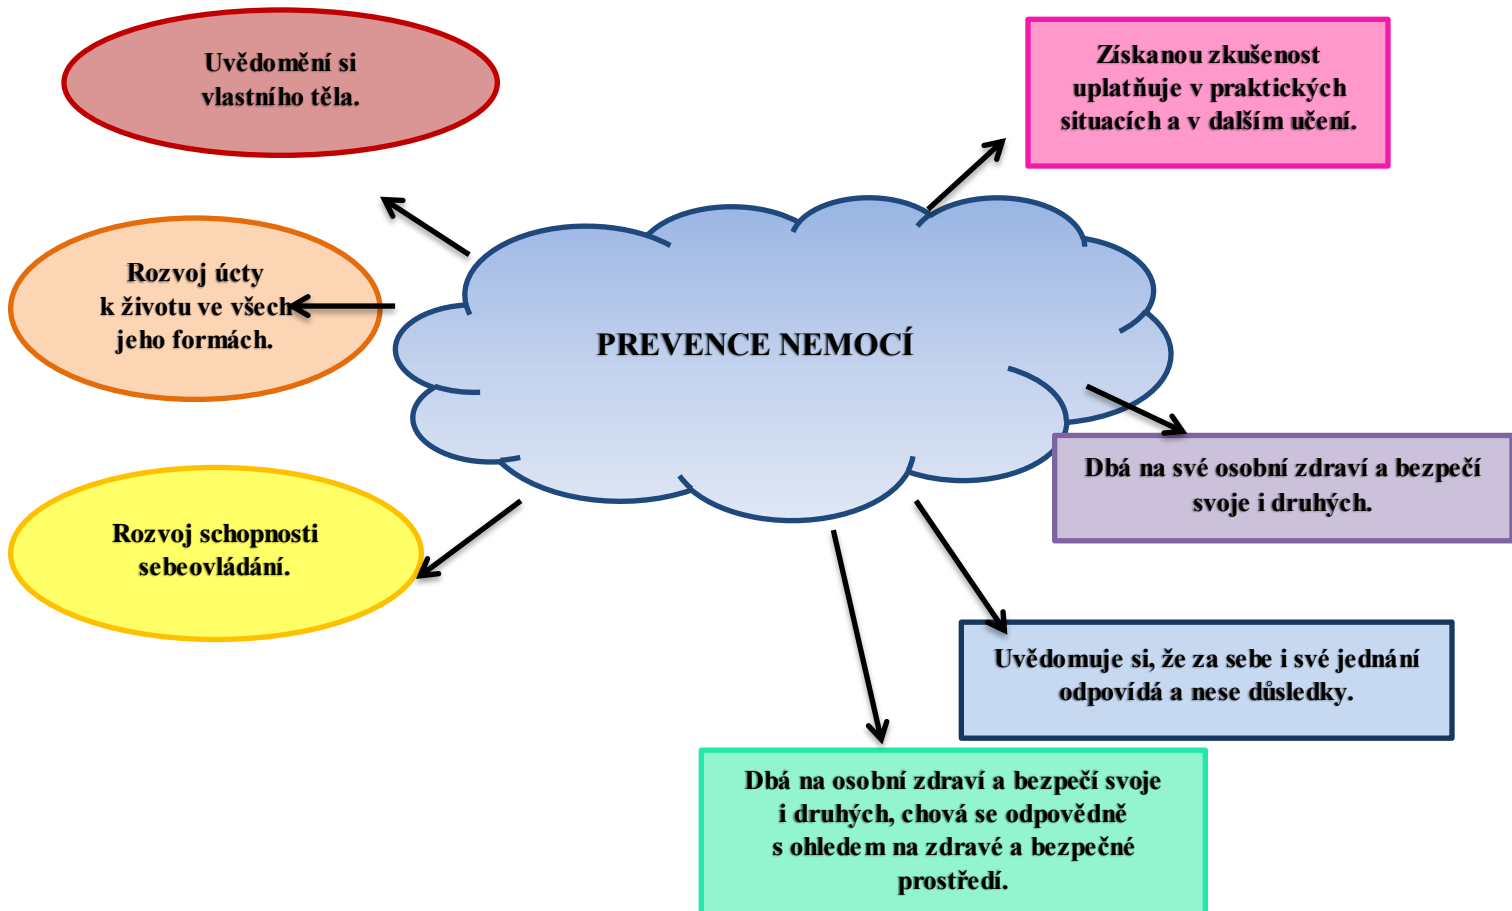 Uvědomění si
vlastního těla.
Získanou zkušenost
uplatňuje v praktických
situacích a v dalším učení.
Rozvoj úcty
k životu ve všech
jeho formách.
PREVENCE NEMOCÍ
Dbá na své osobní zdraví a bezpečí
svoje i druhých.
Rozvoj schopnosti
sebeovládání.
Uvědomuje si, že za sebe i své jednání
odpovídá a nese důsledky.
Dbá na osobní zdraví a bezpečí svoje
i druhých, chová se odpovědně
s ohledem na zdravé a bezpečné
prostředí.